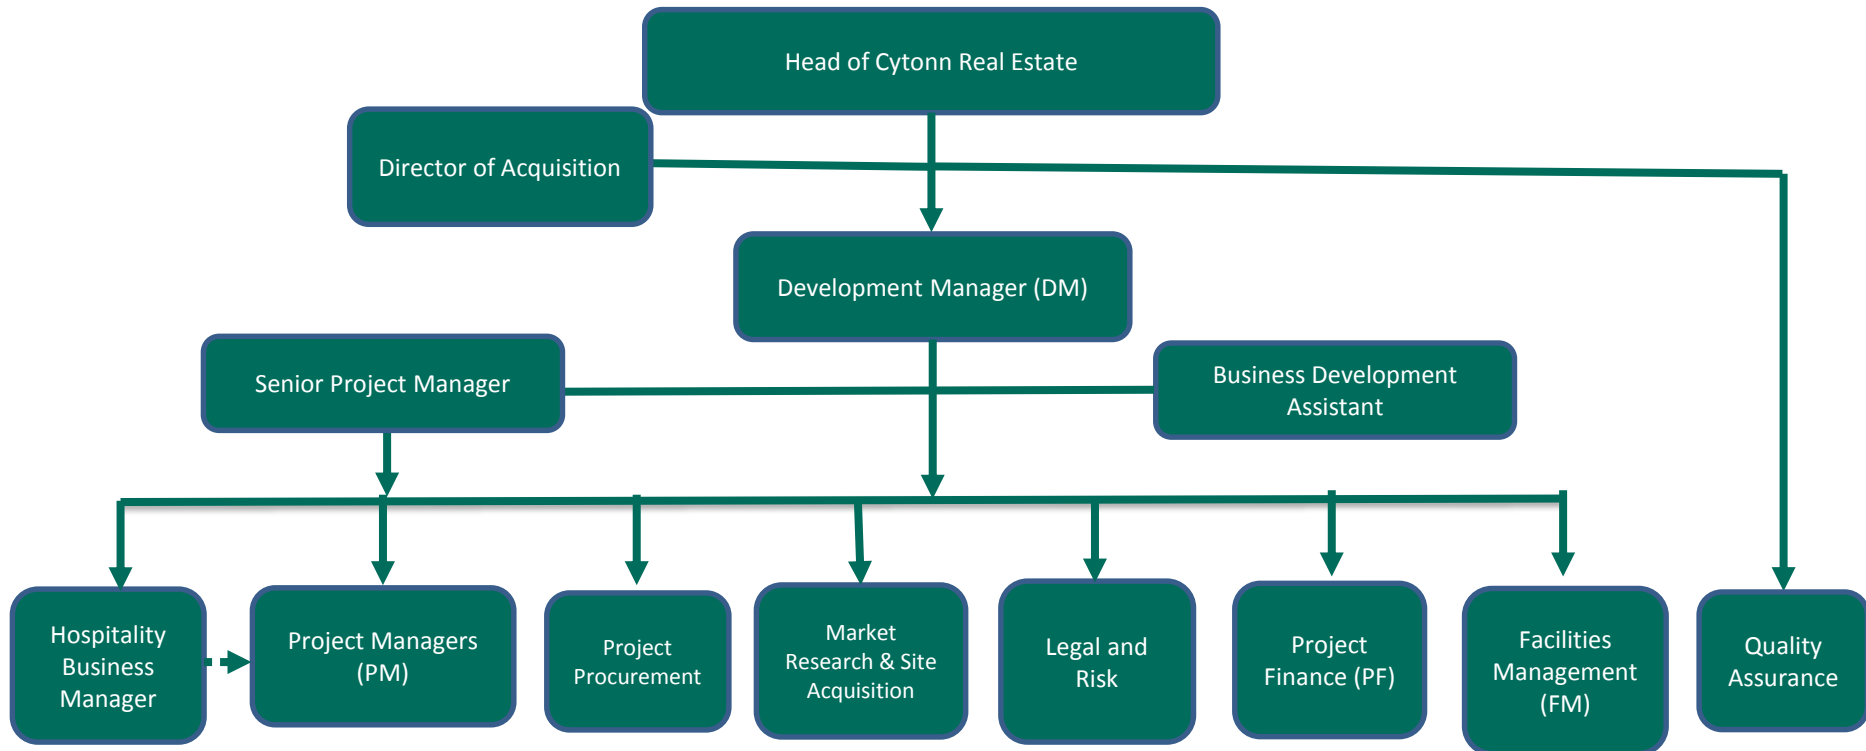 Head of Cytonn Real Estate
Director of Acquisition
Development Manager (DM)
Senior Project Manager
Business Development
Assistant
Hospitality
Business
Manager
Project Managers
(PM)
Project
Procurement
Market
Research & Site
Acquisition
Legal and
Risk
Project
Finance (PF)
Facilities
Management
(FM)
Quality
Assurance